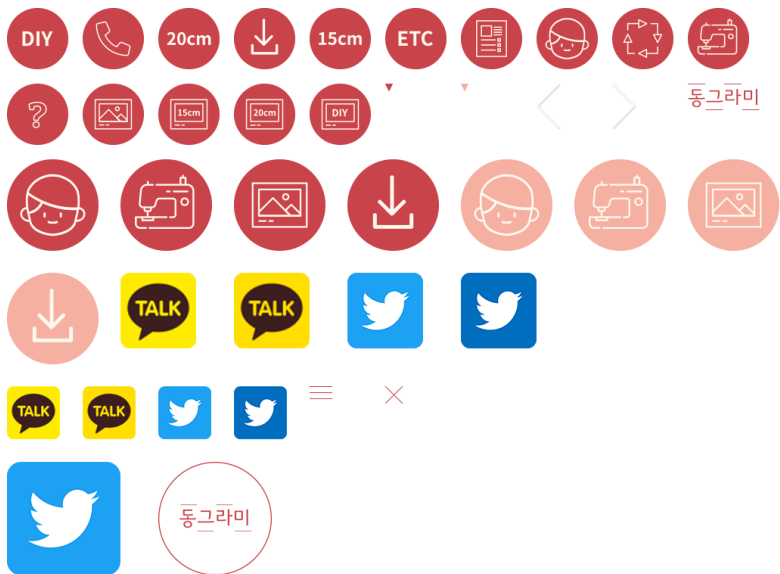 DIY
20cm
15cm
ETC
?
15cm
20cm
DIY
동그라미
TALK
TALK
TALK
TALK
동그라미